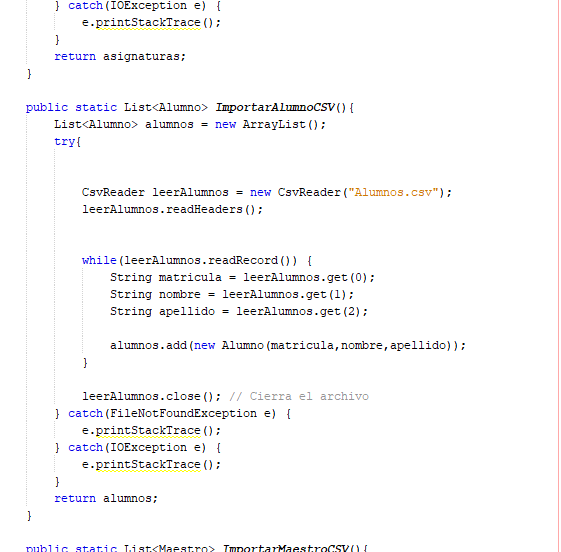 } catch(IOException e) {
e.printStackTrace();
}
return asignaturas;
}
public static List<Alumno> ImportarAlumnoCSV(){
List<Alumno> alumnos = new ArrayList();
try{
CsvReader leerAlumnos = new CsvReader("Alumnos.csv");
leerAlumnos.readHeaders();
while(leerAlumnos.readRecord()) {
String matricula = leerAlumnos.get(0);
String nombre = leerAlumnos.get(1);
String apellido = leerAlumnos.get(2);
alumnos.add(new Alumno(matricula,nombre,apellido));
}
leerAlumnos.close(); // Cierra el archivo
} catch(FileNotFoundException e) {
e.printStackTrace();
} catch(IOException e) {
e.printStackTrace();
}
return alumnos;
}
public static List<Maestro> ImportarMaestroCSV(){